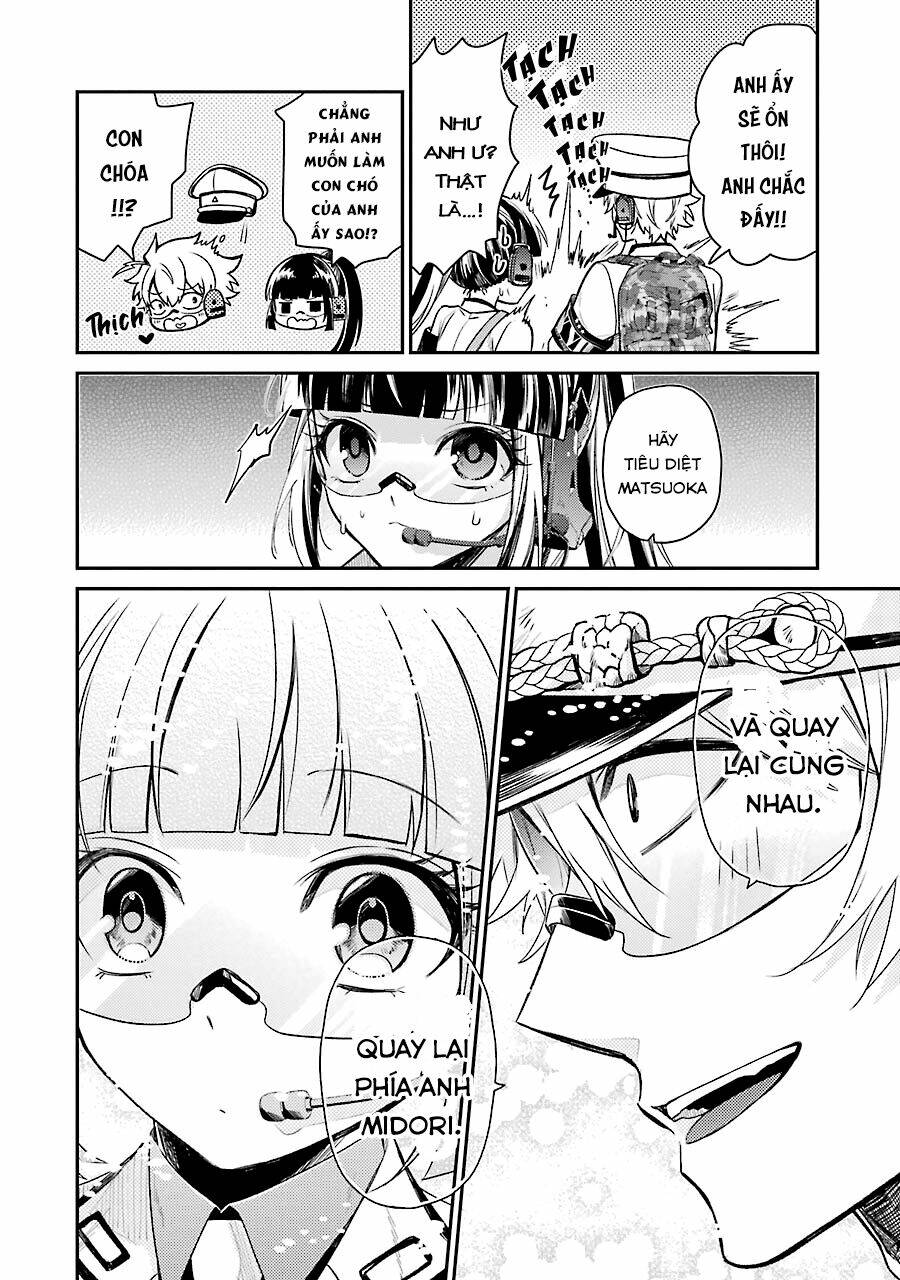 ANH ẤY
SẼ ỔN
THÔI!
ANH CHẮC
ĐẤY!!
TẠCH
TẠCH
TẠCH
TẠCH
NHƯ
ANH Ư?
THẬT
LÀ...!
CHẲNG
PHẢI ANH
MUỐN LÀM
CON CHÓ
CỦA ANH
ẤY SAO!?
CON
CHÓA
!!?
THỊCH
HÃY
TIÊU DIỆT
MATSUOKA
VÀ QUAY
LẠI CÙNG
NHAU.
QUAY LẠI
PHÍA ANH
MIDORI.